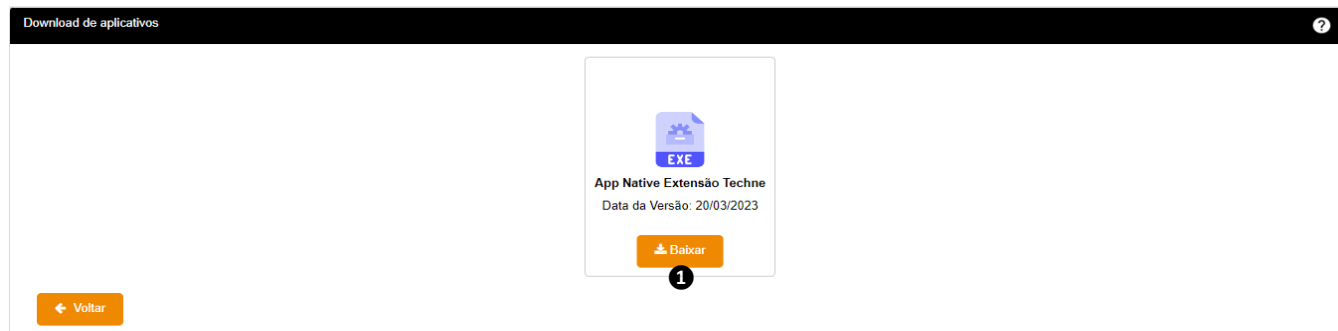 Download de aplicativos
?
EXE
App Native Extensão Techne
Data da Versão: 20/03/2023
Baixar
1
Voltar